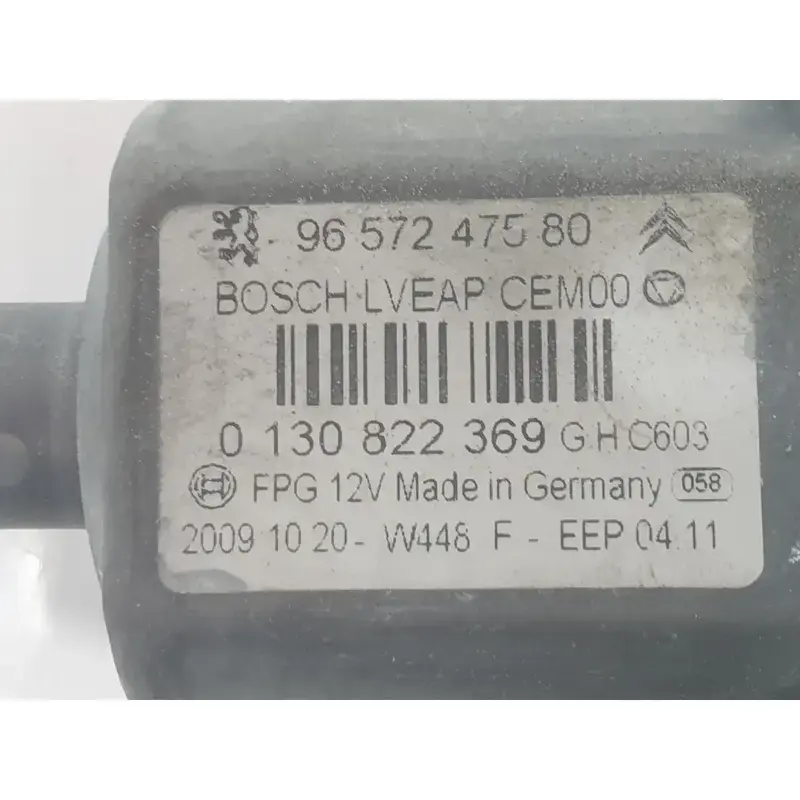 96 572 475 80
BOSCH LVEAP CEM00
0 130 822 369 G H C603
FPG 12V Made in Germany 058
2009 10 20 - W448 F - EEP 04 11